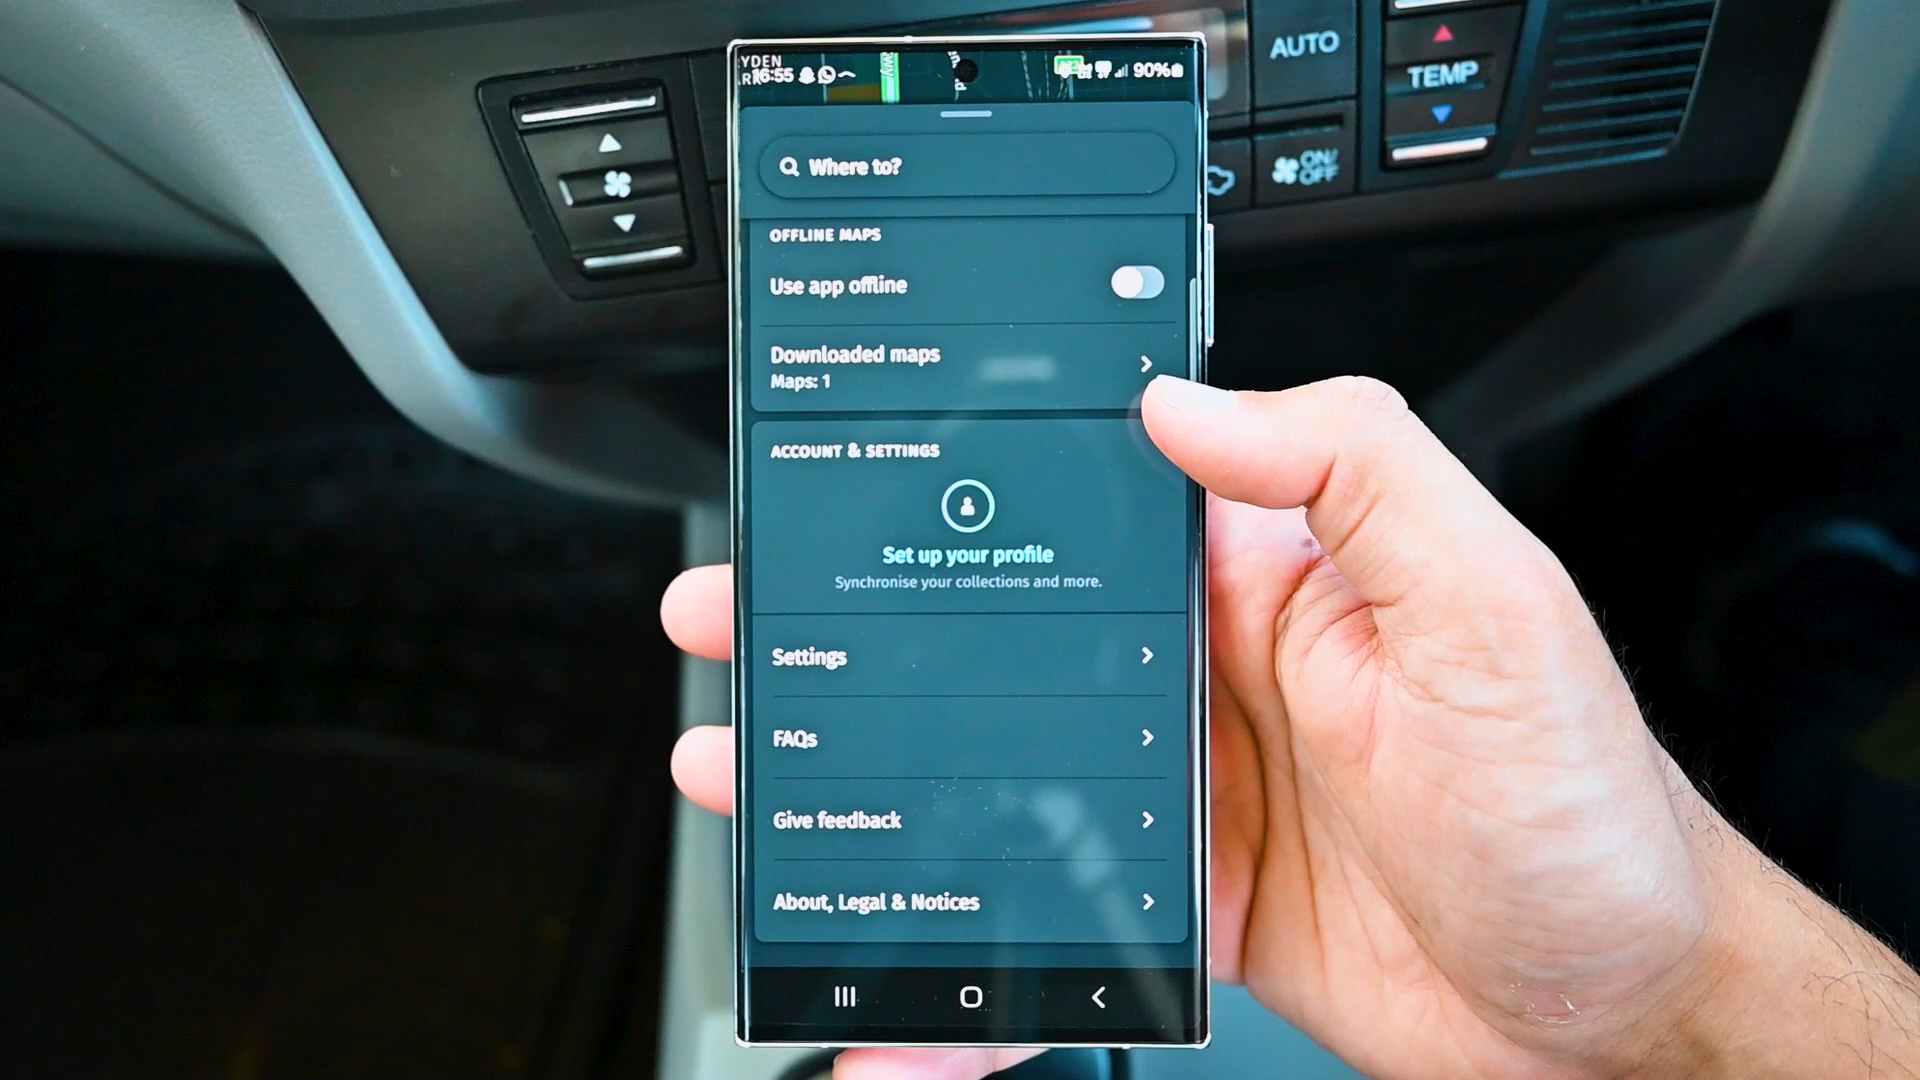 AUTO
TEMP
ON/
OFF
YDEN
16:55
90%
Where to?
OFFLINE MAPS
Use app offline
Downloaded maps
Maps: 1
ACCOUNT & SETTINGS
Set up your profile
Synchronise your collections and more.
Settings
FAQs
Give feedback
About, Legal & Notices